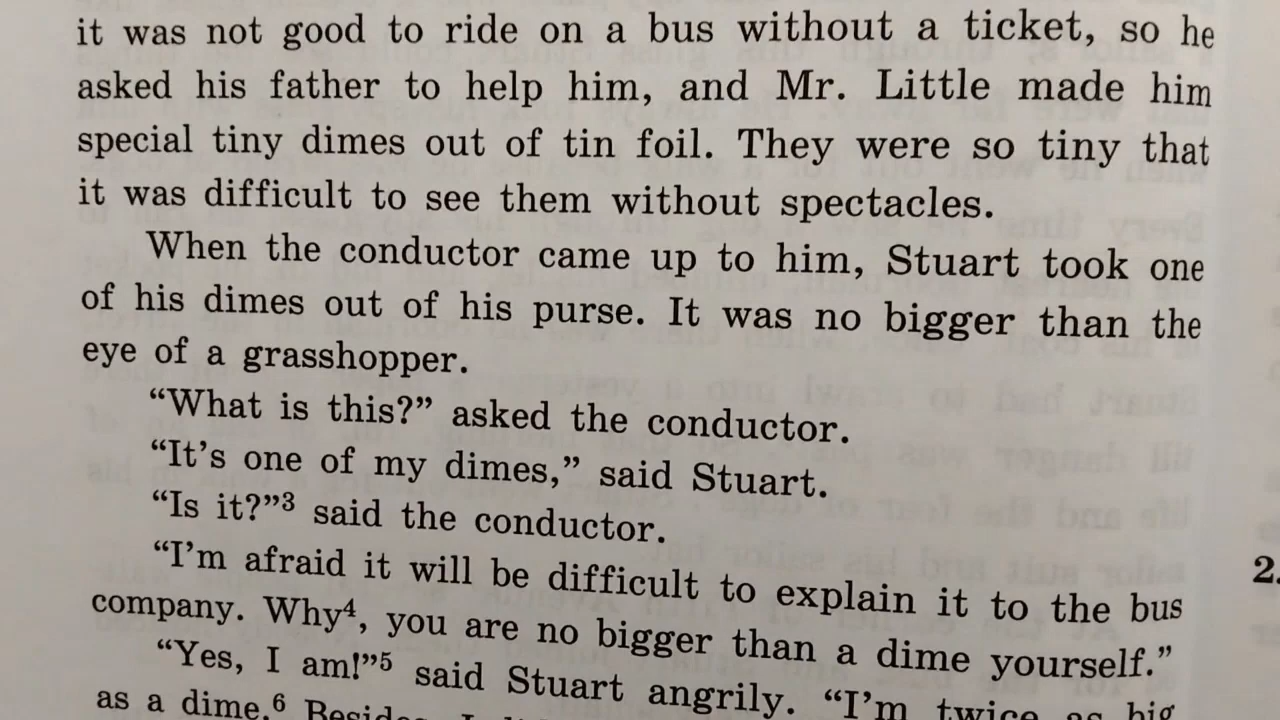 it was not good to ride on a bus without a ticket, so he
asked his father to help him, and Mr. Little made him
special tiny dimes out of tin foil. They were so tiny that
it was difficult to see them without spectacles.
When the conductor came up to him, Stuart took one
of his dimes out of his purse. It was no bigger than the
eye of a grasshopper.
“What is this?” asked the conductor.
“It’s one of my dimes,” said Stuart.
“Is it?”³ said the conductor.
“I’m afraid it will be difficult to explain it to the bus
company. Why⁴, you are no bigger than a dime yourself.”
“Yes, I am!”⁵ said Stuart angrily. “I’m twice as big
as a dime.⁶
2.